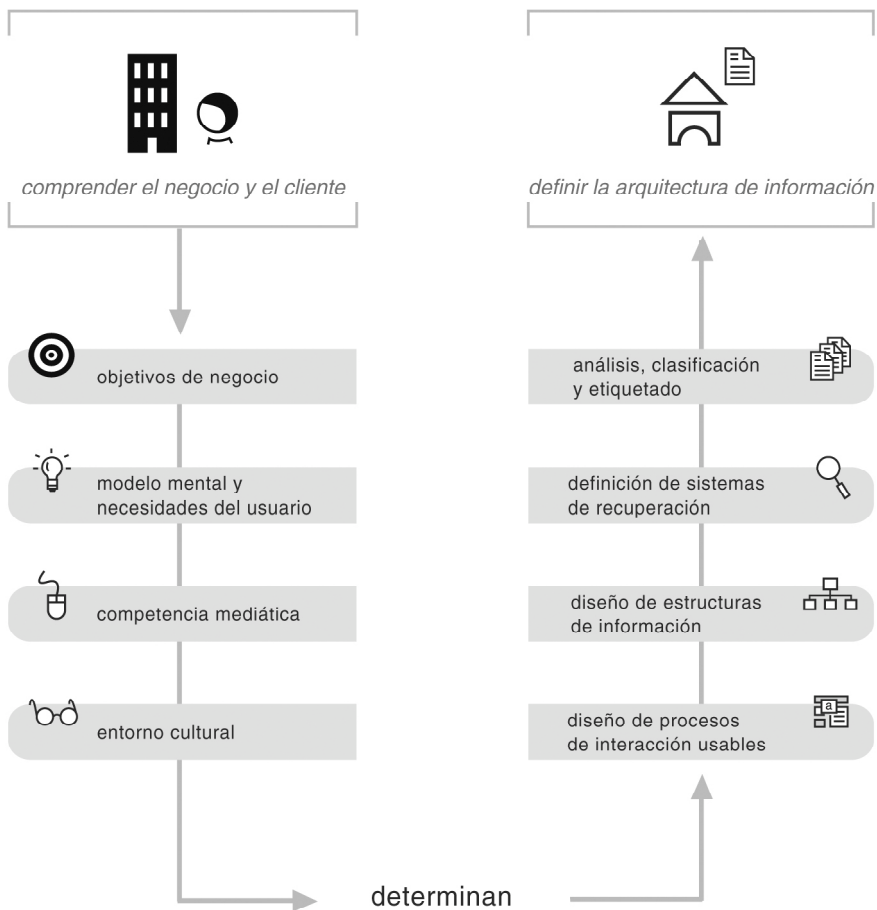 comprender el negocio y el cliente
objetivos de negocio
modelo mental y
necesidades del usuario
competencia mediática
entorno cultural
determinan
definir la arquitectura de información
análisis, clasificación
y etiquetado
definición de sistemas
de recuperación
diseño de estructuras
de información
diseño de procesos
de interacción usables
a